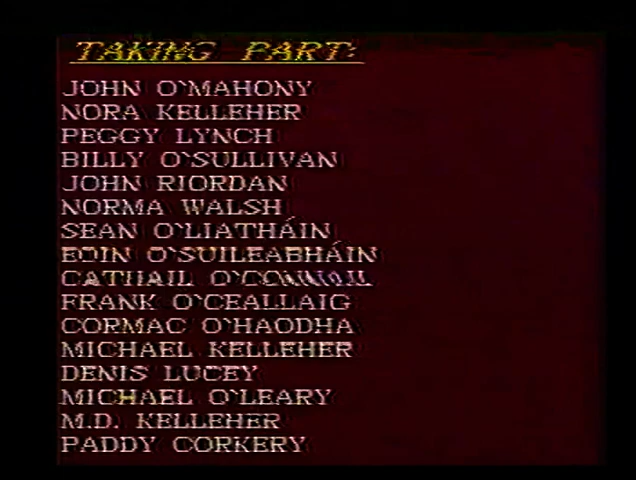 TAKING PART:
JOHN O'MAHONY
NORA KELLEHER
PEGGY LYNCH
BILLY O'SULLIVAN
JOHN RIORDAN
NORMA WALSH
SEAN O'LIATHÁIN
EOIN O'SUILEABHÁIN
CATHAIL O'CONNAIL
FRANK O'CEALLAIG
CORMAC O'HAODHA
MICHAEL KELLEHER
DENIS LUCEY
MICHAEL O'LEARY
M.D. KELLEHER
PADDY CORKERY